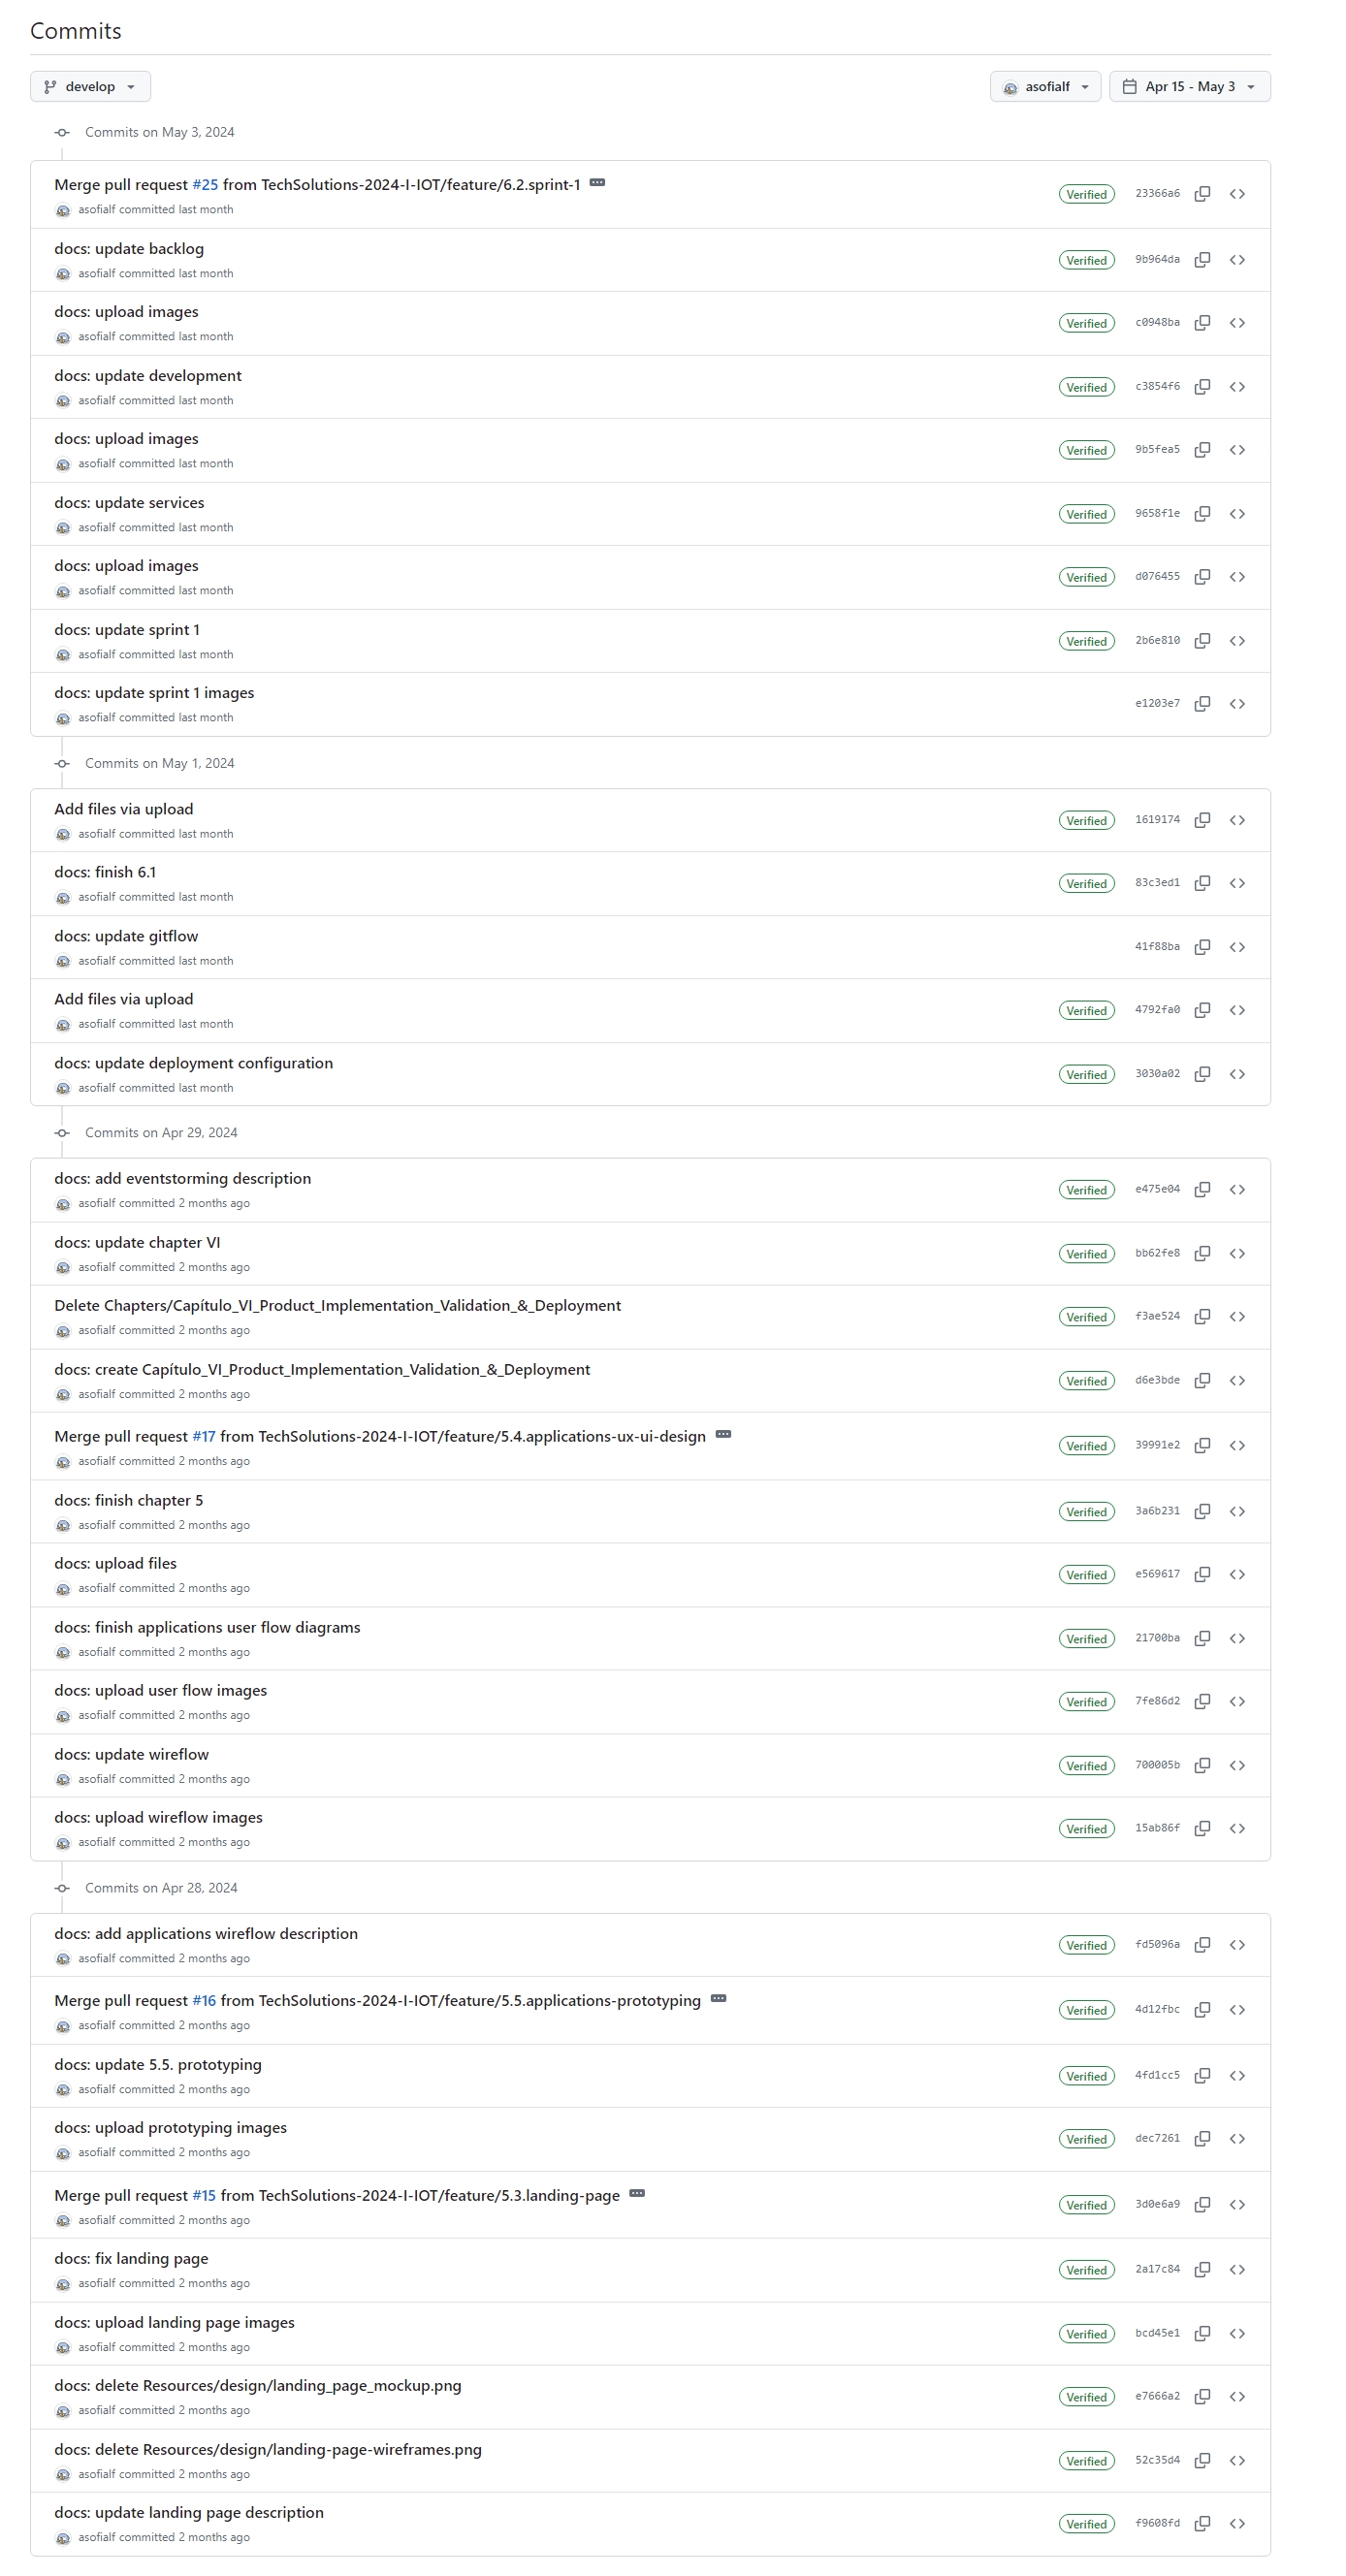 Commits
develop
asofialf
Apr 15 - May 3
Commits on May 3, 2024
Merge pull request #25 from TechSolutions-2024-I-IOT/feature/6.2.sprint-1
asofialf committed last month
Verified 23366a6
docs: update backlog
asofialf committed last month
Verified 9b964da
docs: upload images
asofialf committed last month
Verified c0948ba
docs: update development
asofialf committed last month
Verified c3854f6
docs: upload images
asofialf committed last month
Verified 9b5fea5
docs: update services
asofialf committed last month
Verified 9658f1e
docs: upload images
asofialf committed last month
Verified d076455
docs: update sprint 1
asofialf committed last month
Verified 2b6e810
docs: update sprint 1 images
asofialf committed last month
e1203e7
Commits on May 1, 2024
Add files via upload
asofialf committed last month
Verified 1619174
docs: finish 6.1
asofialf committed last month
Verified 83c3ed1
docs: update gitflow
asofialf committed last month
41f88ba
Add files via upload
asofialf committed last month
Verified 4792fa0
docs: update deployment configuration
asofialf committed last month
Verified 3030a02
Commits on Apr 29, 2024
docs: add eventstorming description
asofialf committed 2 months ago
Verified e475e04
docs: update chapter VI
asofialf committed 2 months ago
Verified bb62fe8
Delete Chapters/Capítulo_VI_Product_Implementation_Validation_&_Deployment
asofialf committed 2 months ago
Verified f3ae524
docs: create Capítulo_VI_Product_Implementation_Validation_&_Deployment
asofialf committed 2 months ago
Verified d6e3bde
Merge pull request #17 from TechSolutions-2024-I-IOT/feature/5.4.applications-ux-ui-design
asofialf committed 2 months ago
Verified 39991e2
docs: finish chapter 5
asofialf committed 2 months ago
Verified 3a6b231
docs: upload files
asofialf committed 2 months ago
Verified e569617
docs: finish applications user flow diagrams
asofialf committed 2 months ago
Verified 21700ba
docs: upload user flow images
asofialf committed 2 months ago
Verified 7fe86d2
docs: update wireflow
asofialf committed 2 months ago
Verified 700005b
docs: upload wireflow images
asofialf committed 2 months ago
Verified 15ab86f
Commits on Apr 28, 2024
docs: add applications wireflow description
asofialf committed 2 months ago
Verified fd5096a
Merge pull request #16 from TechSolutions-2024-I-IOT/feature/5.5.applications-prototyping
asofialf committed 2 months ago
Verified 4d12fbc
docs: update 5.5. prototyping
asofialf committed 2 months ago
Verified 4fd1cc5
docs: upload prototyping images
asofialf committed 2 months ago
Verified dec7261
Merge pull request #15 from TechSolutions-2024-I-IOT/feature/5.3.landing-page
asofialf committed 2 months ago
Verified 3d0e6a9
docs: fix landing page
asofialf committed 2 months ago
Verified 2a17c84
docs: upload landing page images
asofialf committed 2 months ago
Verified bcd45e1
docs: delete Resources/design/landing_page_mockup.png
asofialf committed 2 months ago
Verified e7666a2
docs: delete Resources/design/landing-page-wireframes.png
asofialf committed 2 months ago
Verified 52c35d4
docs: update landing page description
asofialf committed 2 months ago
Verified f9608fd